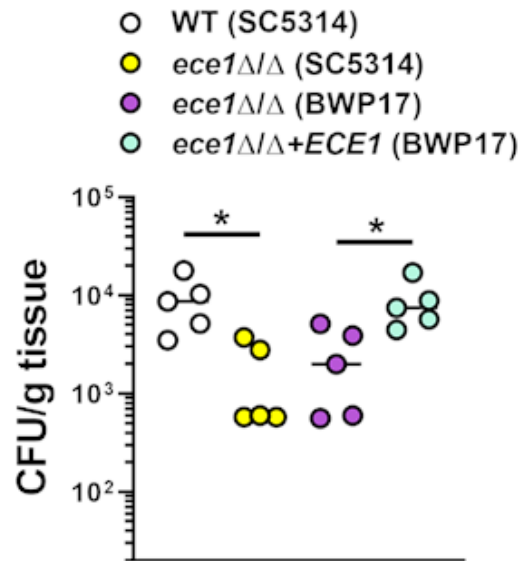 WT (SC5314)
ece1Δ/Δ (SC5314)
ece1Δ/Δ (BWP17)
ece1Δ/Δ+ECE1 (BWP17)
CFU/g tissue
10⁵
10⁴
10³
10²
* *